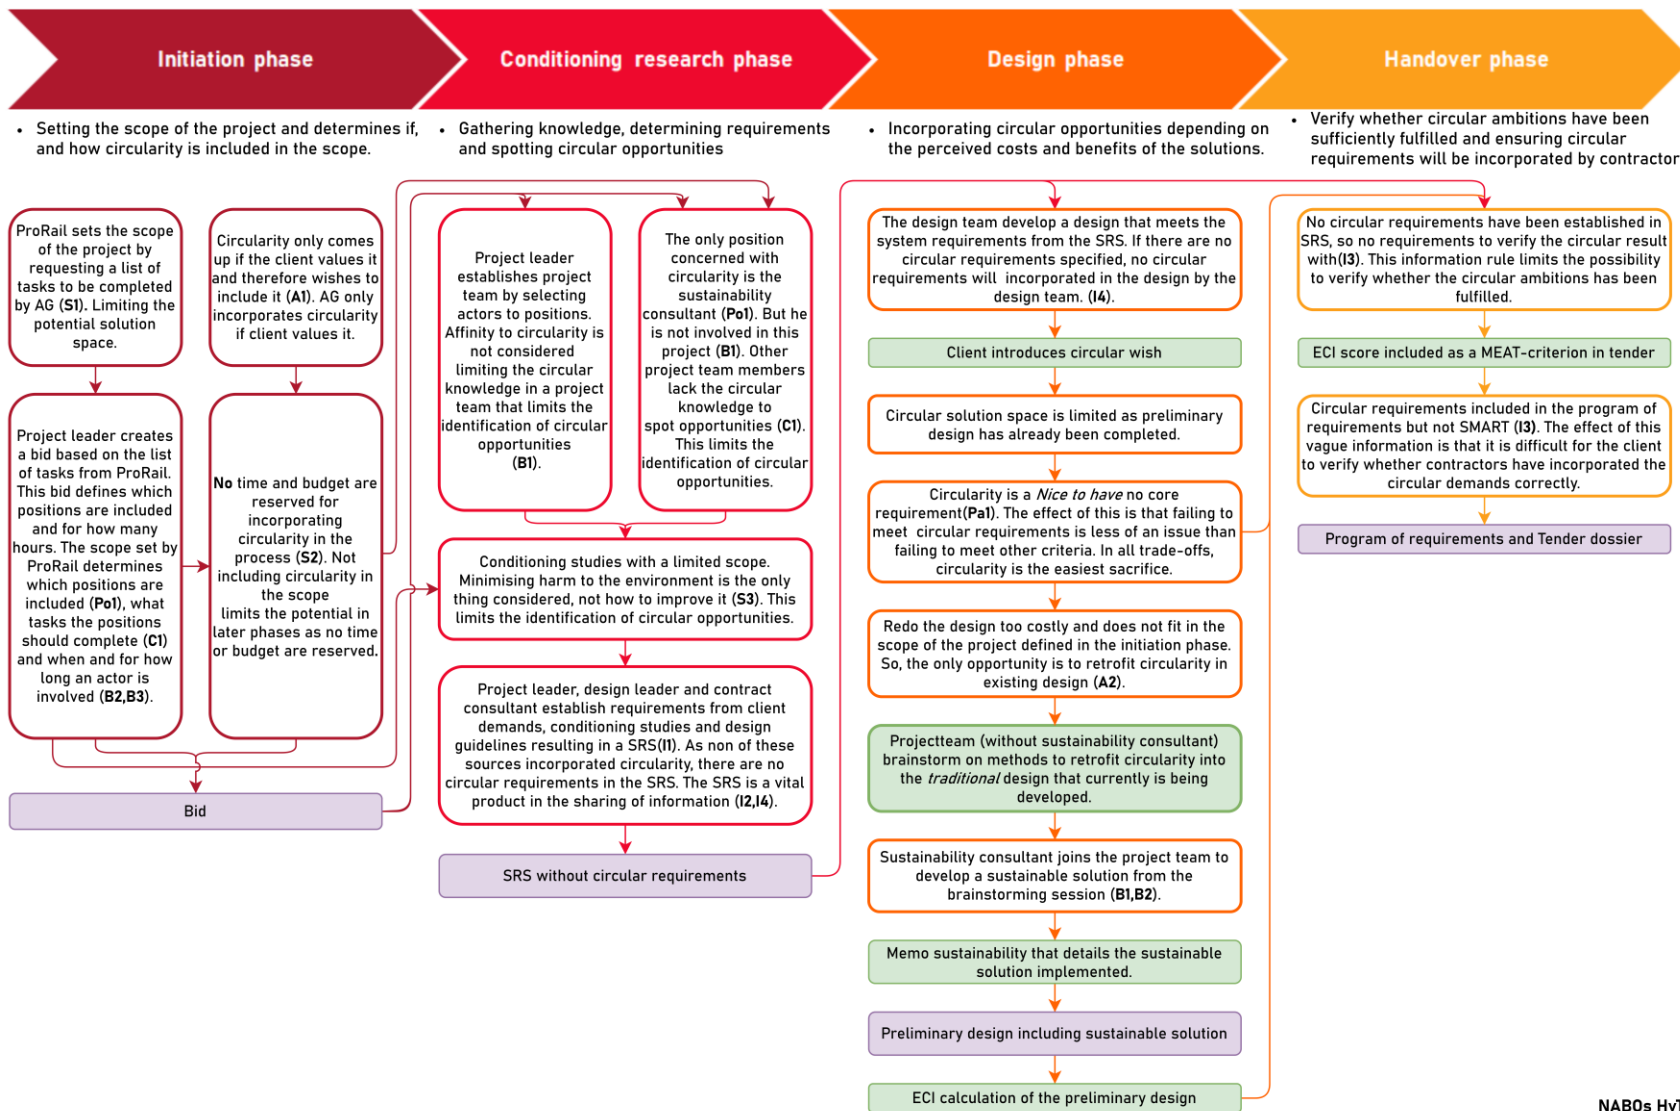 Initiation phase
Conditioning research phase
Design phase
Handover phase
• Setting the scope of the project and determines if,
and how circularity is included in the scope.
• Gathering knowledge, determining requirements
and spotting circular opportunities
• Incorporating circular opportunities depending on
the perceived costs and benefits of the solutions.
• Verify whether circular ambitions have been
sufficiently fulfilled and ensuring circular
requirements will be incorporated by contractor
ProRail sets the scope
of the project by
requesting a list of
tasks to be completed
by AG (S1). Limiting the
potential solution
space.
Circularity only comes
up if the client values it
and therefore wishes to
include it (A1). AG only
incorporates circularity
if client values it.
Project leader creates
a bid based on the list
of tasks from ProRail.
This bid defines which
positions are included
and for how many
hours. The scope set by
ProRail determines
which positions are
included (Po1), what
tasks the positions
should complete (C1)
and when and for how
long an actor is
involved (B2,B3).
No time and budget are
reserved for
incorporating
circularity in the
process (S2). Not
including circularity in
the scope
limits the potential in
later phases as no time
or budget are reserved.
Bid
Project leader
establishes project
team by selecting
actors to positions.
Affinity to circularity is
not considered
limiting the circular
knowledge in a project
team that limits the
identification of circular
opportunities
(B1).
The only position
concerned with
circularity is the
sustainability
consultant (Po1). But he
is not involved in this
project (B1). Other
project team members
lack the circular
knowledge to
spot opportunities (C1).
This limits the
identification of circular
opportunities.
Conditioning studies with a limited scope.
Minimising harm to the environment is the only
thing considered, not how to improve it (S3). This
limits the identification of circular opportunities.
Project leader, design leader and contract
consultant establish requirements from client
demands, conditioning studies and design
guidelines resulting in a SRS(I1). As non of these
sources incorporated circularity, there are no
circular requirements in the SRS. The SRS is a vital
product in the sharing of information (I2,I4).
SRS without circular requirements
The design team develop a design that meets the
system requirements from the SRS. If there are no
circular requirements specified, no circular
requirements will incorporated in the design by the
design team. (I4).
Client introduces circular wish
Circular solution space is limited as preliminary
design has already been completed.
Circularity is a Nice to have no core
requirement(Pa1). The effect of this is that failing to
meet circular requirements is less of an issue than
failing to meet other criteria. In all trade-offs,
circularity is the easiest sacrifice.
Redo the design too costly and does not fit in the
scope of the project defined in the initiation phase.
So, the only opportunity is to retrofit circularity in
existing design (A2).
Projectteam (without sustainability consultant)
brainstorm on methods to retrofit circularity into
the traditional design that currently is being
developed.
Sustainability consultant joins the project team to
develop a sustainable solution from the
brainstorming session (B1,B2).
Memo sustainability that details the sustainable
solution implemented.
Preliminary design including sustainable solution
ECI calculation of the preliminary design
No circular requirements have been established in
SRS, so no requirements to verify the circular result
with(I3). This information rule limits the possibility
to verify whether the circular ambitions has been
fulfilled.
ECI score included as a MEAT-criterion in tender
Circular requirements included in the program of
requirements but not SMART (I3). The effect of this
vague information is that it is difficult for the client
to verify whether contractors have incorporated the
circular demands correctly.
Program of requirements and Tender dossier
NABOs HvT